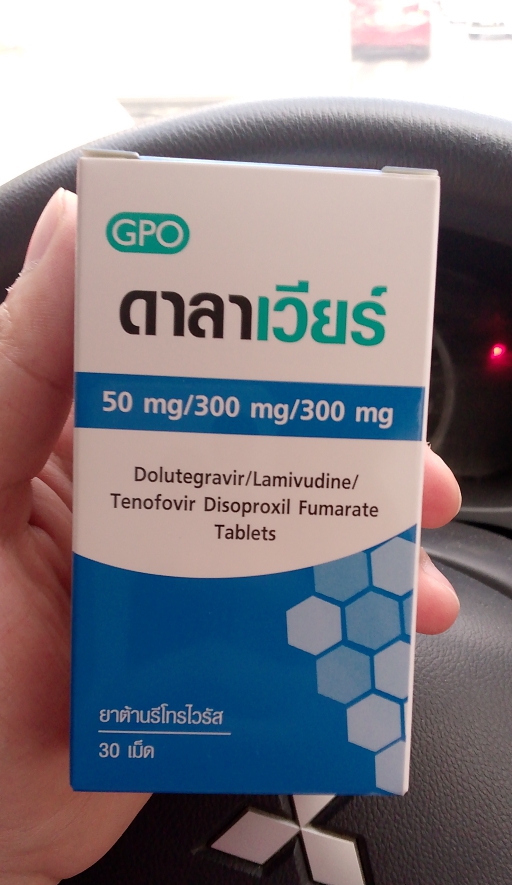 GPO
ดาลาเวียร์
50 mg/300 mg/300 mg
Dolutegravir/Lamivudine/
Tenofovir Disoproxil Fumarate
Tablets
ยาต้านรีโทรไวรัส
30 เม็ด